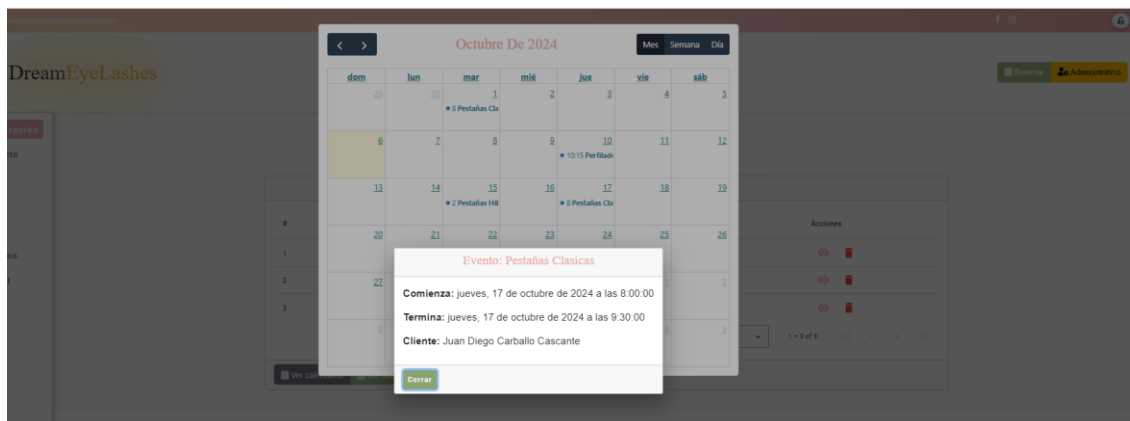 DreamEyeLashes
Reservar Administrativo
Octubre De 2024
Mes Semana Día
dom lun mar mié jue vie sáb
29 30 1 2 3 4 5
8 Pestañas Cla
6 7 8 9 10 11 12
10:15 Perfilado
13 14 15 16 17 18 19
2 Pestañas Hil
8 Pestañas Cla
20 21 22 23 24 25 26
27
# Acciones
1
2
3
1 – 3 of 3
Evento: Pestañas Clasicas
Comienza: jueves, 17 de octubre de 2024 a las 8:00:00
Termina: jueves, 17 de octubre de 2024 a las 9:30:00
Cliente: Juan Diego Carballo Cascante
Cerrar